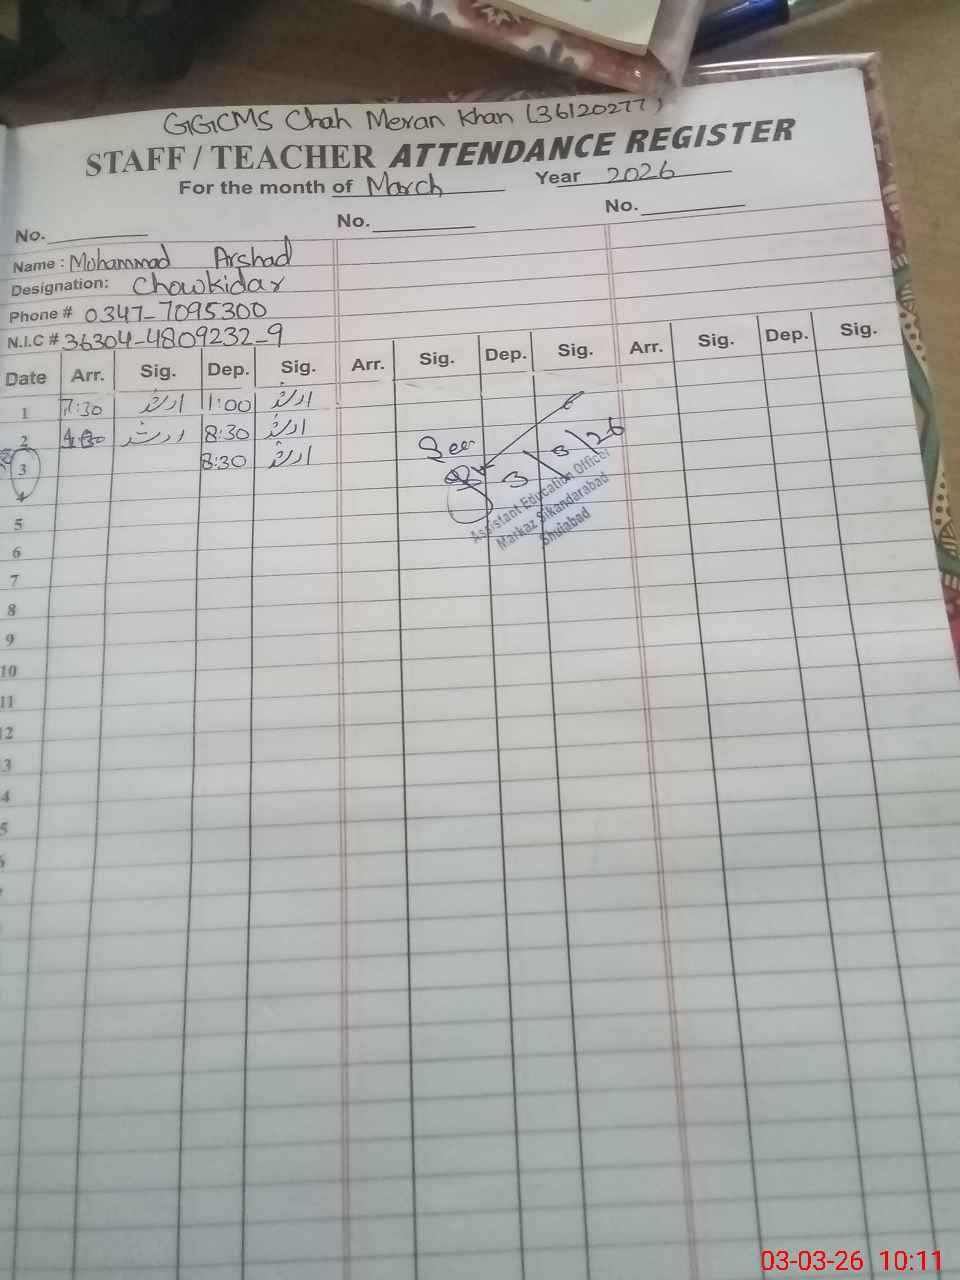 GGCMS Chah Meran Khan (36120277)
STAFF / TEACHER ATTENDANCE REGISTER
For the month of March Year 2026
No. No. No.
Name : Mohammad Arshad
Designation: Chowkidar
Phone # 0347-7095300
N.I.C # 36304-4809232-9
Date Arr. Sig. Dep. Sig. Arr. Sig. Dep. Sig. Arr. Sig. Dep. Sig.
1 7:30 ارشد 1:00 ارشد
2 ارشد 8:30 ارشد
3 8:30 ارشد
4
5
6
7
8
9
10
11
12
3
4
5
Seen
3/3/26
Assistant Education Officer
Markaz Sikandarabad
Shujabad
03-03-26 10:11